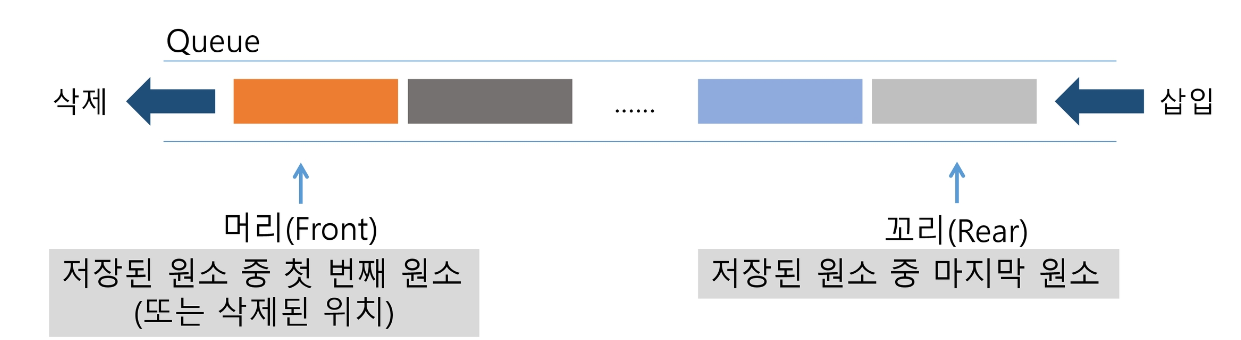 Queue
삭제
......
삽입
머리(Front)
저장된 원소 중 첫 번째 원소
(또는 삭제된 위치)
꼬리(Rear)
저장된 원소 중 마지막 원소